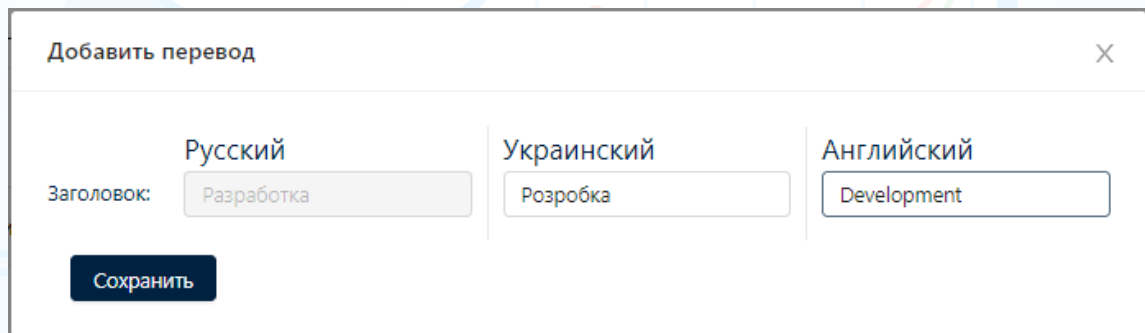 Добавить перевод
Русский Украинский Английский
Заголовок: Разработка Розробка Development
Сохранить